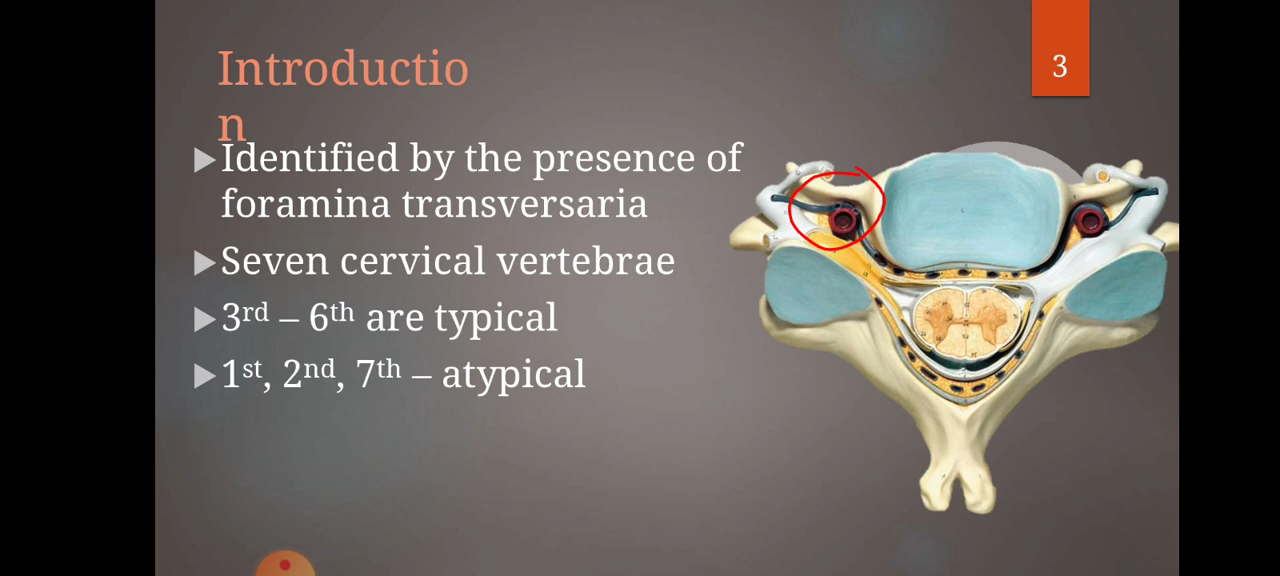 Introductio
n
3
Identified by the presence of
foramina transversaria
Seven cervical vertebrae
3rd – 6th are typical
1st, 2nd, 7th – atypical